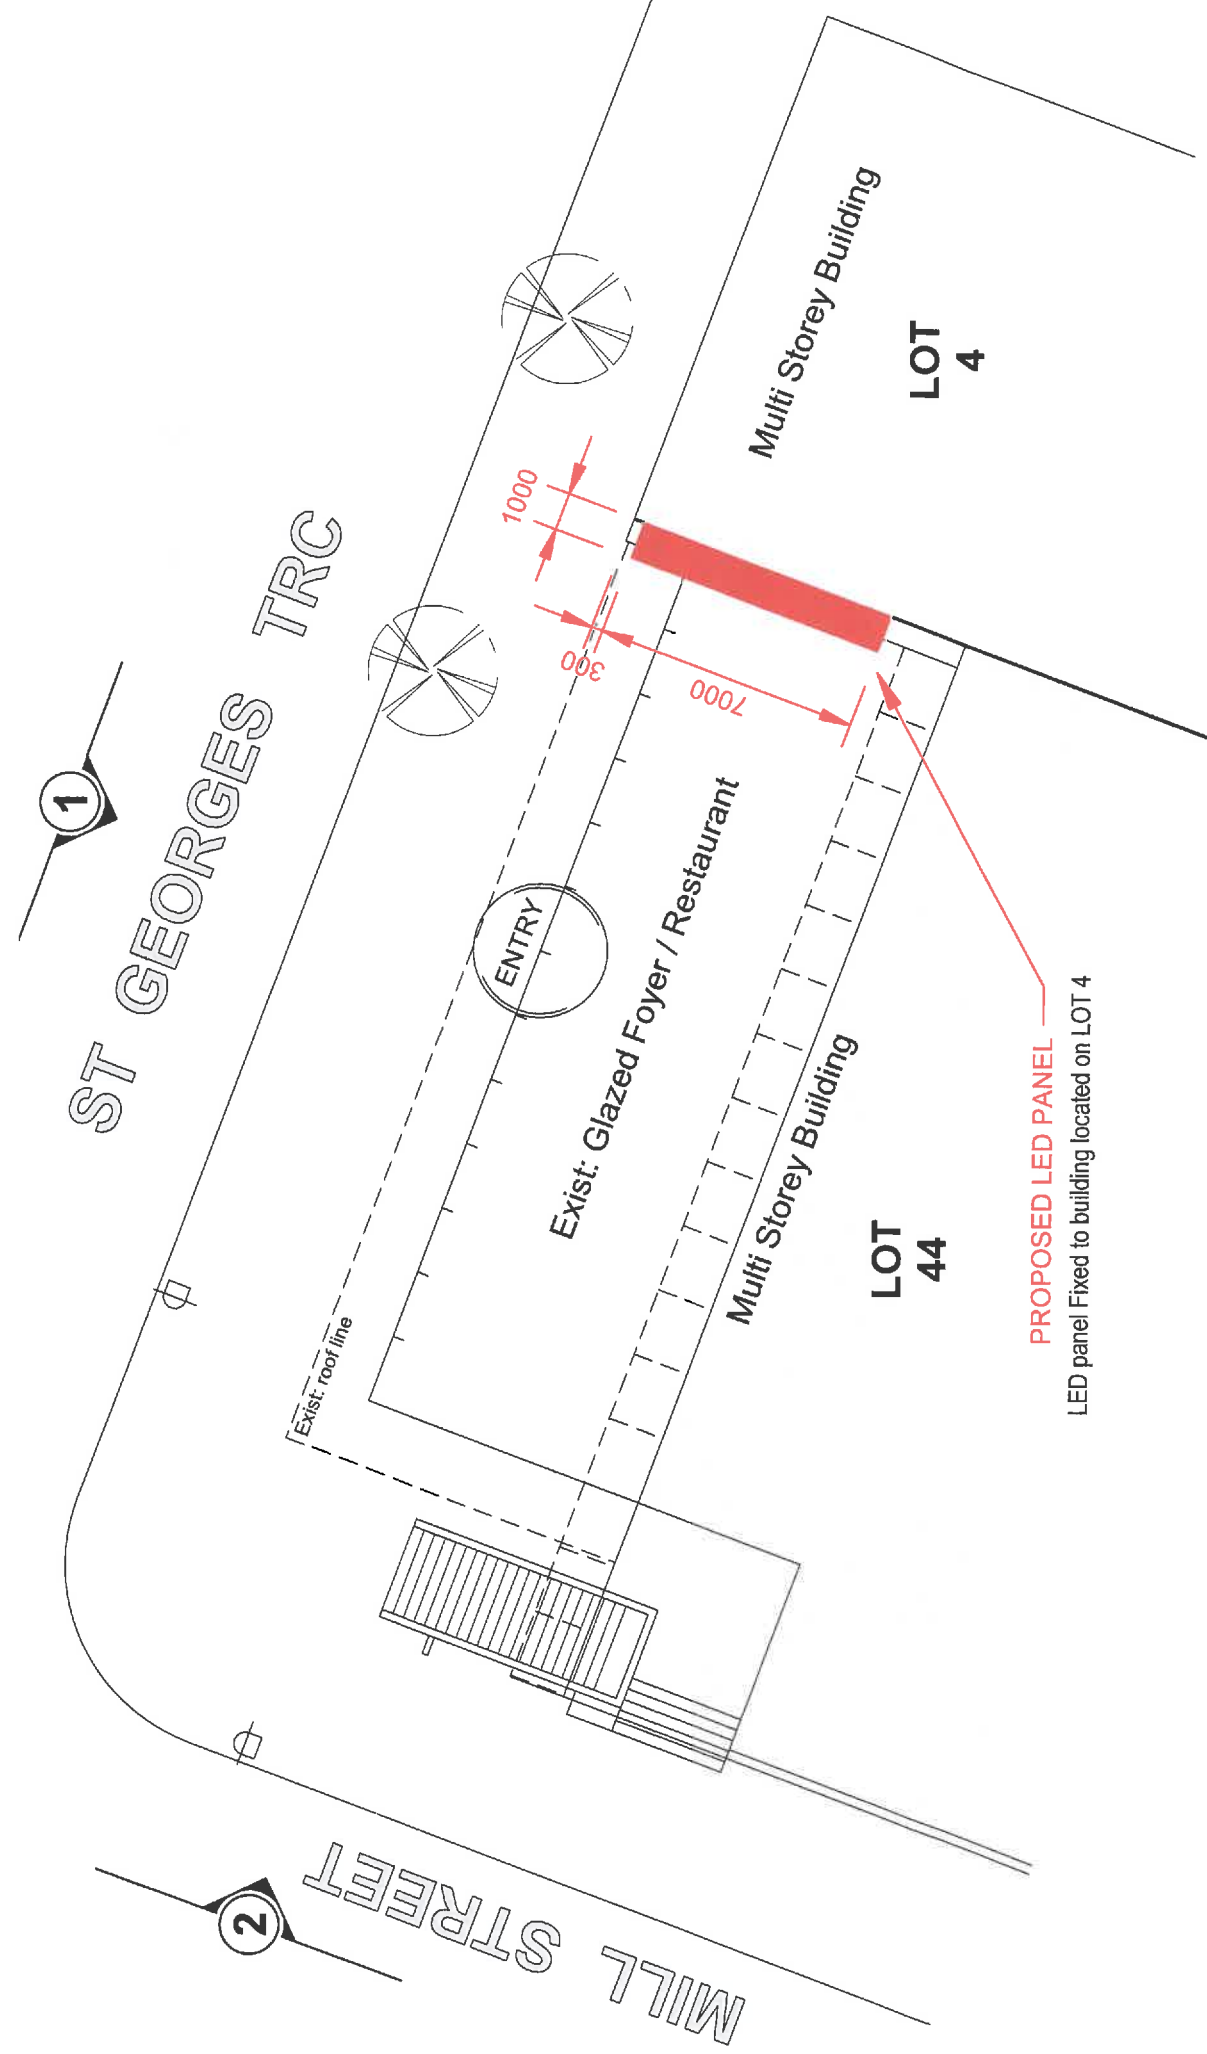 ST GEORGES TRC
1
1000
300
7000
Multi Storey Building
LOT
4
ENTRY
Exist: Glazed Foyer / Restaurant
Exist: roof line
Multi Storey Building
LOT
44
PROPOSED LED PANEL
LED panel Fixed to building located on LOT 4
MILL STREET
2